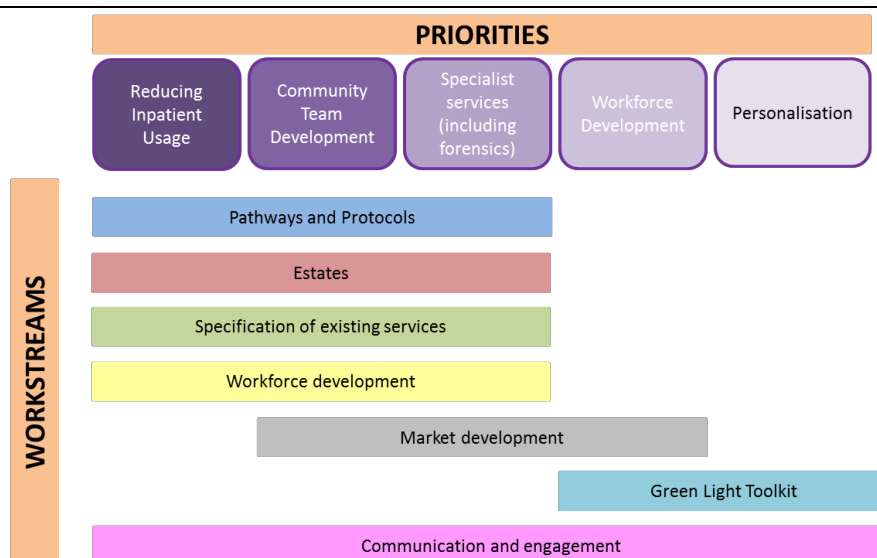 PRIORITIES
Reducing
Inpatient
Usage
Community
Team
Development
Specialist
services
(including
forensics)
Workforce
Development
Personalisation
WORKSTREAMS
Pathways and Protocols
Estates
Specification of existing services
Workforce development
Market development
Green Light Toolkit
Communication and engagement